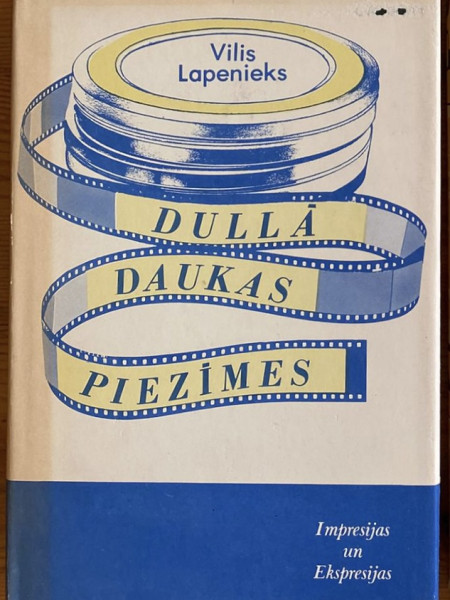 Vilis
Lapenieks
DULLĀ
DAUKAS
PIEZĪMES
Impresijas
un
Ekspresijas